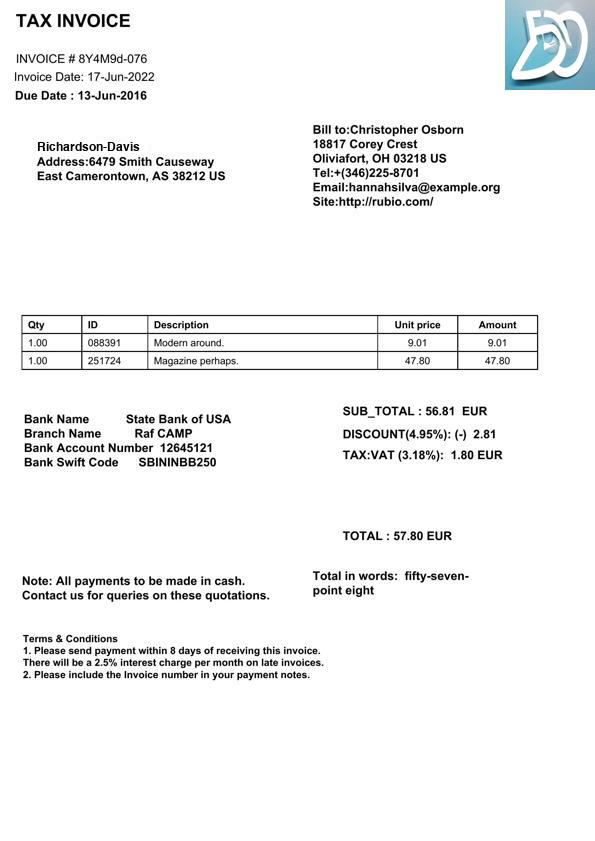 TAX INVOICE
INVOICE # 8Y4M9d-076
Invoice Date: 17-Jun-2022
Due Date : 13-Jun-2016
Richardson-Davis
Address:6479 Smith Causeway
East Camerontown, AS 38212 US
Bill to:Christopher Osborn
18817 Corey Crest
Oliviafort, OH 03218 US
Tel:+(346)225-8701
Email:hannahsilva@example.org
Site:http://rubio.com/
Qty ID Description Unit price Amount
1.00 088391 Modern around. 9.01 9.01
1.00 251724 Magazine perhaps. 47.80 47.80
Bank Name State Bank of USA
Branch Name Raf CAMP
Bank Account Number 12645121
Bank Swift Code SBININBB250
SUB_TOTAL : 56.81 EUR
DISCOUNT(4.95%): (-) 2.81
TAX:VAT (3.18%): 1.80 EUR
TOTAL : 57.80 EUR
Note: All payments to be made in cash.
Contact us for queries on these quotations.
Total in words: fifty-seven-
point eight
Terms & Conditions
1. Please send payment within 8 days of receiving this invoice.
There will be a 2.5% interest charge per month on late invoices.
2. Please include the Invoice number in your payment notes.